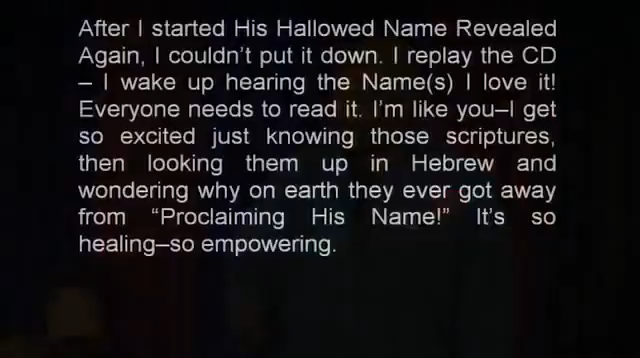 After I started His Hallowed Name Revealed
Again, I couldn’t put it down. I replay the CD
– I wake up hearing the Name(s) I love it!
Everyone needs to read it. I’m like you–I get
so excited just knowing those scriptures,
then looking them up in Hebrew and
wondering why on earth they ever got away
from “Proclaiming His Name!” It’s so
healing–so empowering.